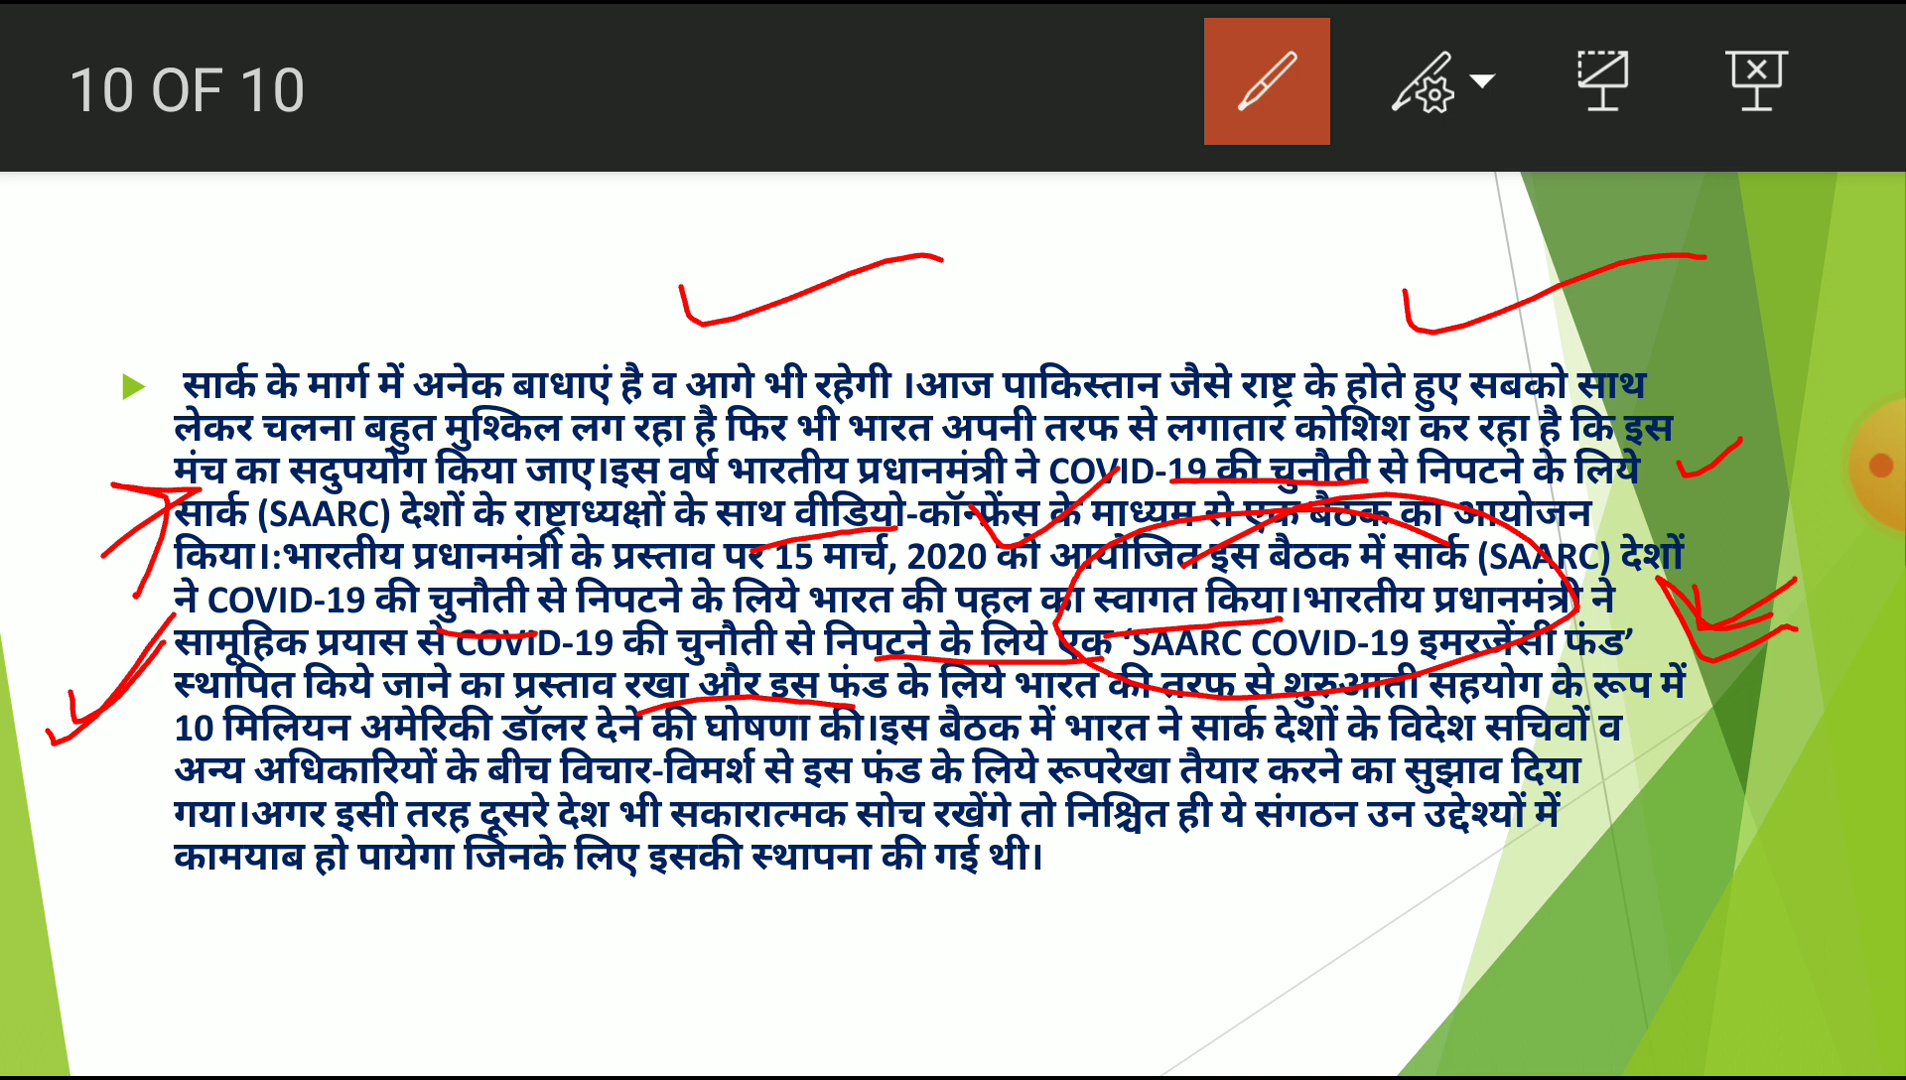 10 OF 10
सार्क के मार्ग में अनेक बाधाएं है व आगे भी रहेगी ।आज पाकिस्तान जैसे राष्ट्र के होते हुए सबको साथ
लेकर चलना बहुत मुश्किल लग रहा है फिर भी भारत अपनी तरफ से लगातार कोशिश कर रहा है कि इस
मंच का सदुपयोग किया जाए।इस वर्ष भारतीय प्रधानमंत्री ने COVID-19 की चुनौती से निपटने के लिये
सार्क (SAARC) देशों के राष्ट्राध्यक्षों के साथ वीडियो-कॉन्फ्रेंस के माध्यम से एक बैठक का आयोजन
किया।:भारतीय प्रधानमंत्री के प्रस्ताव पर 15 मार्च, 2020 को आयोजित इस बैठक में सार्क (SAARC) देशों
ने COVID-19 की चुनौती से निपटने के लिये भारत की पहल का स्वागत किया।भारतीय प्रधानमंत्री ने
सामूहिक प्रयास से COVID-19 की चुनौती से निपटने के लिये एक ‘SAARC COVID-19 इमरजेंसी फंड’
स्थापित किये जाने का प्रस्ताव रखा और इस फंड के लिये भारत की तरफ से शुरुआती सहयोग के रूप में
10 मिलियन अमेरिकी डॉलर देने की घोषणा की।इस बैठक में भारत ने सार्क देशों के विदेश सचिवों व
अन्य अधिकारियों के बीच विचार-विमर्श से इस फंड के लिये रूपरेखा तैयार करने का सुझाव दिया
गया।अगर इसी तरह दूसरे देश भी सकारात्मक सोच रखेंगे तो निश्चित ही ये संगठन उन उद्देश्यों में
कामयाब हो पायेगा जिनके लिए इसकी स्थापना की गई थी।